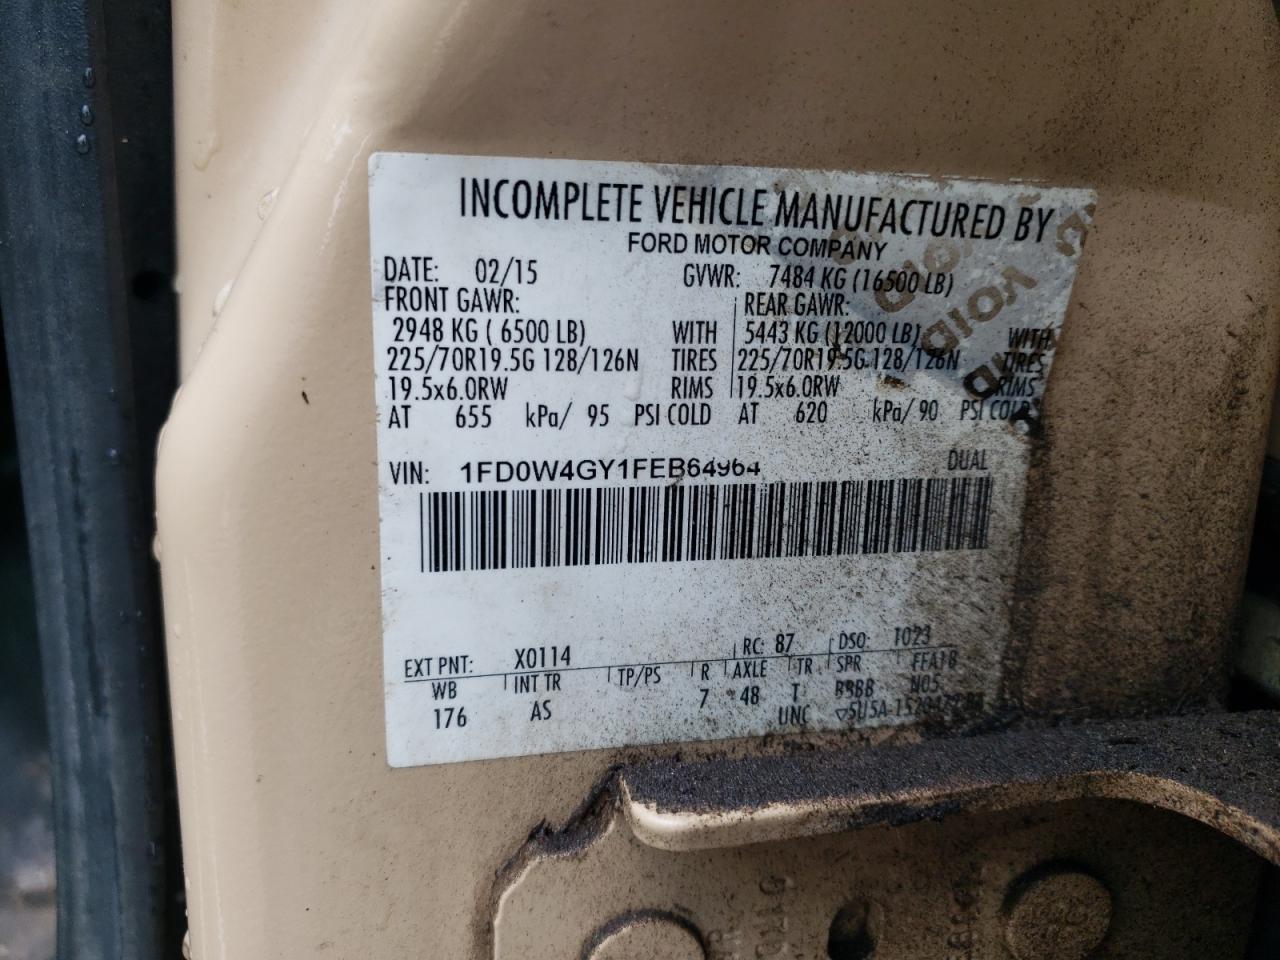 INCOMPLETE VEHICLE MANUFACTURED BY
FORD MOTOR COMPANY
DATE: 02/15 GVWR: 7484 KG (16500 LB)
FRONT GAWR: REAR GAWR:
2948 KG ( 6500 LB) WITH 5443 KG (12000 LB) WITH
225/70R19.5G 128/126N TIRES 225/70R19.5G 128/126N TIRES
19.5x6.0RW RIMS 19.5x6.0RW RIMS
AT 655 kPa/ 95 PSI COLD AT 620 kPa/ 90 PSI COLD
VOID
VOID
VIN: 1FD0W4GY1FEB64964 DUAL
EXT PNT: X0114 RC: 87 DSO: T023
WB INT TR TP/PS R AXLE TR SPR FFA1B
176 AS 7 48 T BBBB N05
UNC